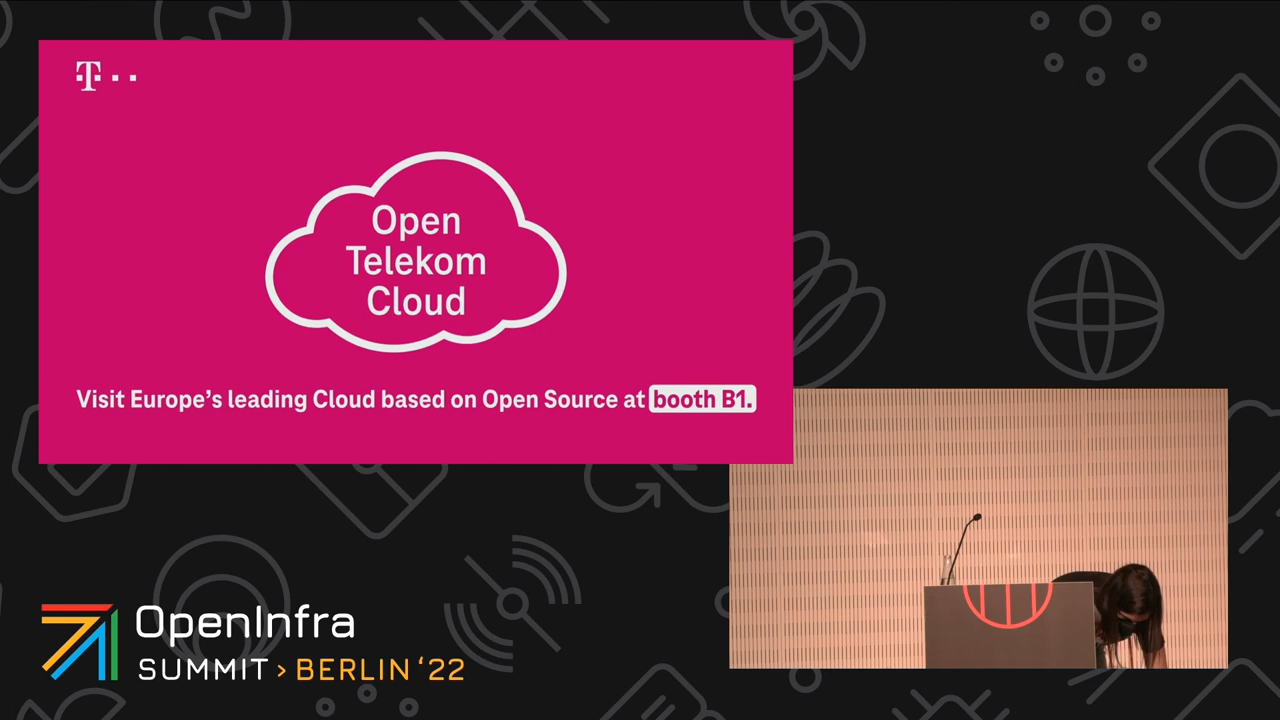 T
Open
Telekom
Cloud
Visit Europe's leading Cloud based on Open Source at booth B1.
OpenInfra
SUMMIT > BERLIN '22